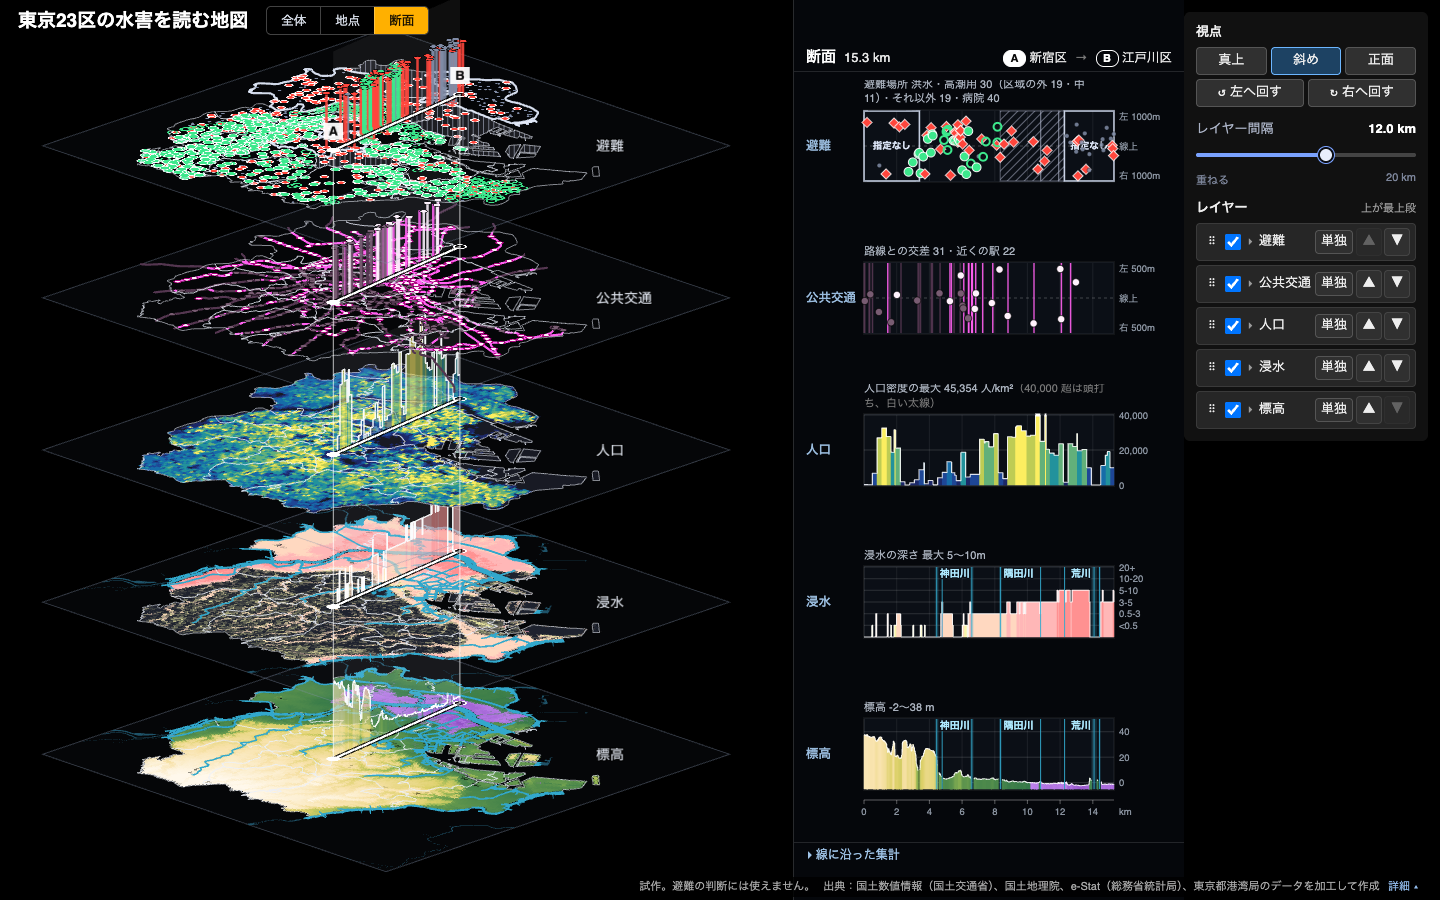 東京23区の水害を読む地図
全体 地点 断面
A
B
避難
公共交通
人口
浸水
標高
断面 15.3 km
A 新宿区 → B 江戸川区
避難場所 洪水・高潮用 30（区域の外 19・中
11）・それ以外 19・病院 40
避難
指定なし
指定なし
左 1000m
線上
右 1000m
路線との交差 31・近くの駅 22
公共交通
左 500m
線上
右 500m
人口密度の最大 45,354 人/km²（40,000 超は頭打
ち、白い太線）
人口
40,000
20,000
0
浸水の深さ 最大 5〜10m
浸水
神田川 隅田川 荒川
20+
10-20
5-10
3-5
0.5-3
<0.5
標高 -2〜38 m
標高
神田川 隅田川 荒川
40
20
0
0 2 4 6 8 10 12 14 km
線に沿った集計
視点
真上 斜め 正面
↺ 左へ回す ↻ 右へ回す
レイヤー間隔 12.0 km
重ねる 20 km
レイヤー 上が最上段
避難 単独 ▲ ▼
公共交通 単独 ▲ ▼
人口 単独 ▲ ▼
浸水 単独 ▲ ▼
標高 単独 ▲ ▼
試作。避難の判断には使えません。 出典：国土数値情報（国土交通省）、国土地理院、e-Stat（総務省統計局）、東京都港湾局のデータを加工して作成 詳細